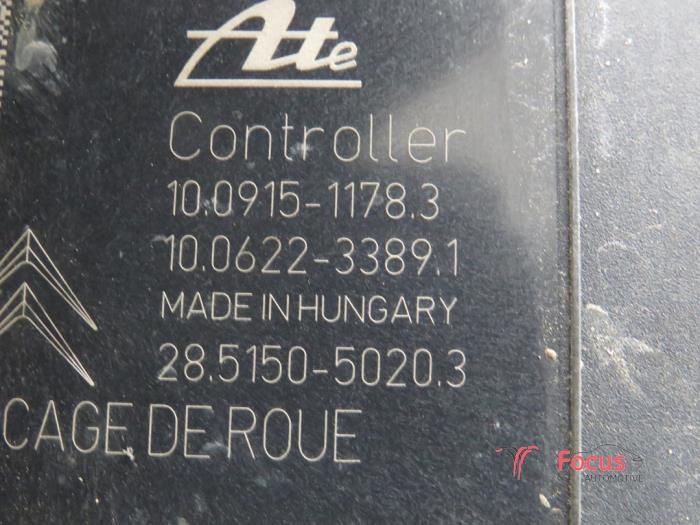 Ate
Controller
10.0915-1178.3
10.0622-3389.1
MADE IN HUNGARY
28.5150-5020.3
CAGE DE ROUE
Focus
AUTOMOTIVE